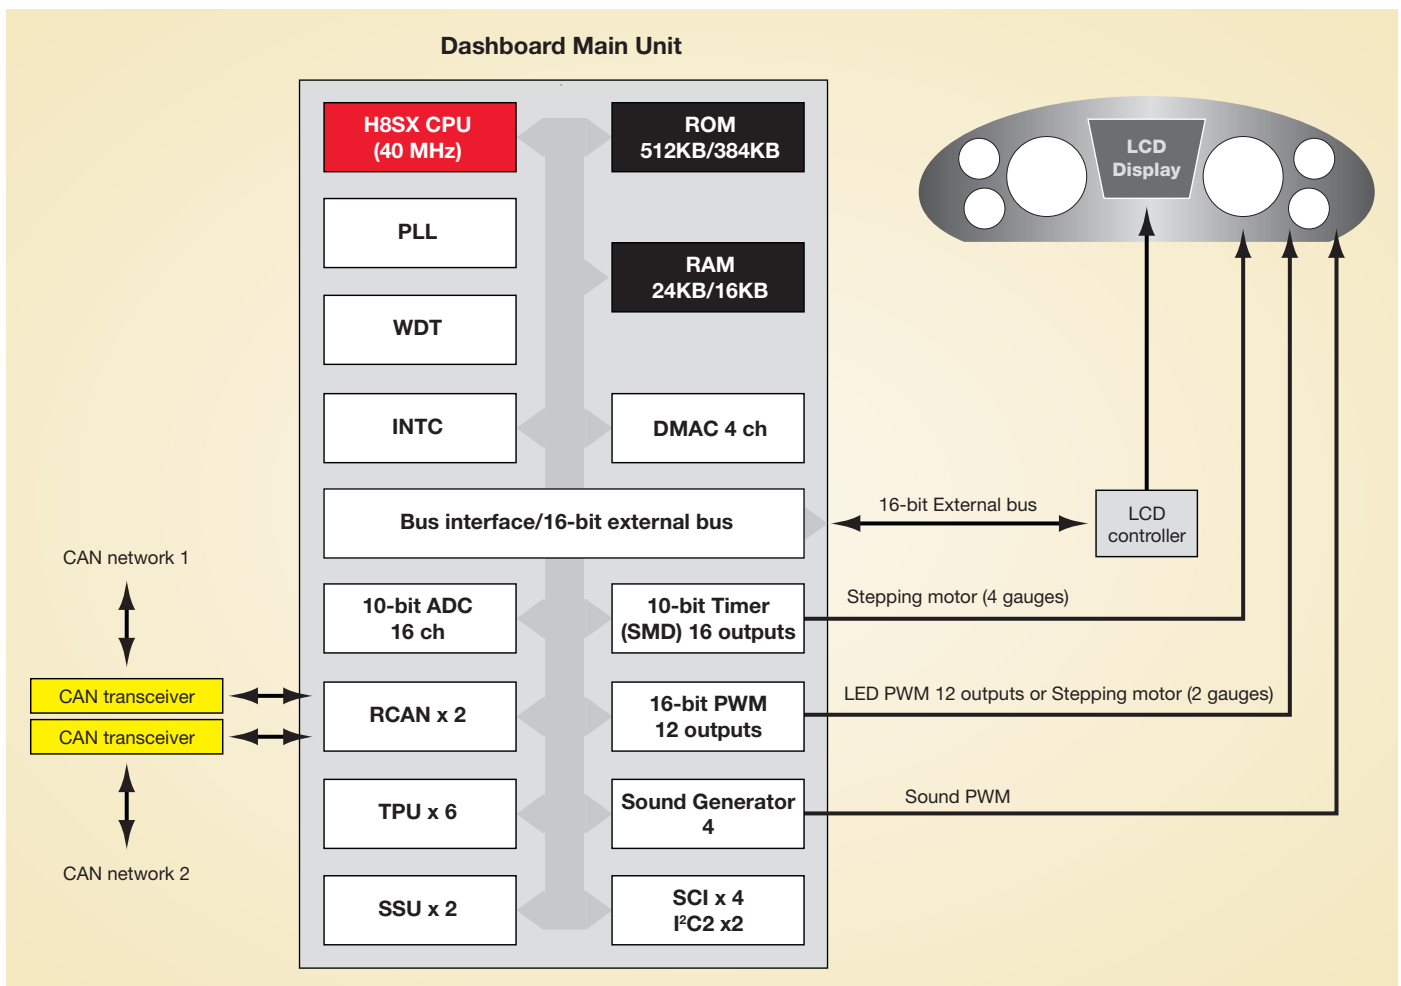 Dashboard Main Unit
H8SX CPU
(40 MHz)
ROM
512KB/384KB
PLL
RAM
24KB/16KB
WDT
INTC
DMAC 4 ch
Bus interface/16-bit external bus
10-bit ADC
16 ch
10-bit Timer
(SMD) 16 outputs
RCAN x 2
16-bit PWM
12 outputs
TPU x 6
Sound Generator
4
SSU x 2
SCI x 4
I²C2 x2
CAN network 1
CAN transceiver
CAN transceiver
CAN network 2
LCD
Display
16-bit External bus
LCD
controller
Stepping motor (4 gauges)
LED PWM 12 outputs or Stepping motor (2 gauges)
Sound PWM